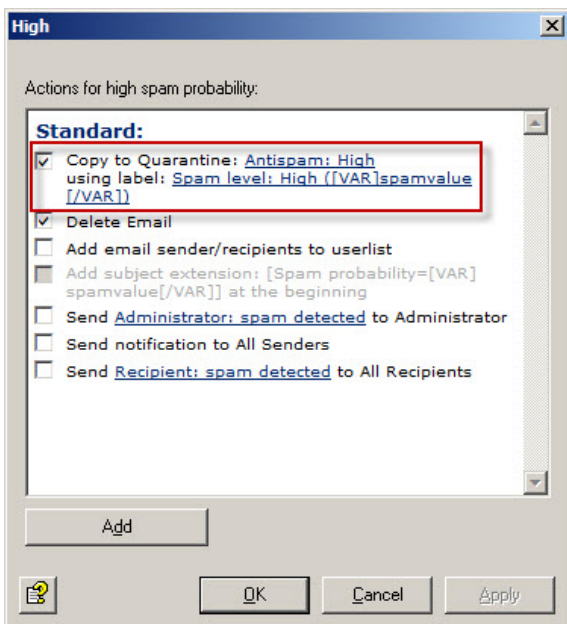 High
Actions for high spam probability:
Standard:
Copy to Quarantine: Antispam: High
using label: Spam level: High ([VAR]spamvalue
[/VAR])
Delete Email
Add email sender/recipients to userlist
Add subject extension: [Spam probability=[VAR]
spamvalue[/VAR]] at the beginning
Send Administrator: spam detected to Administrator
Send notification to All Senders
Send Recipient: spam detected to All Recipients
Add
OK
Cancel
Apply